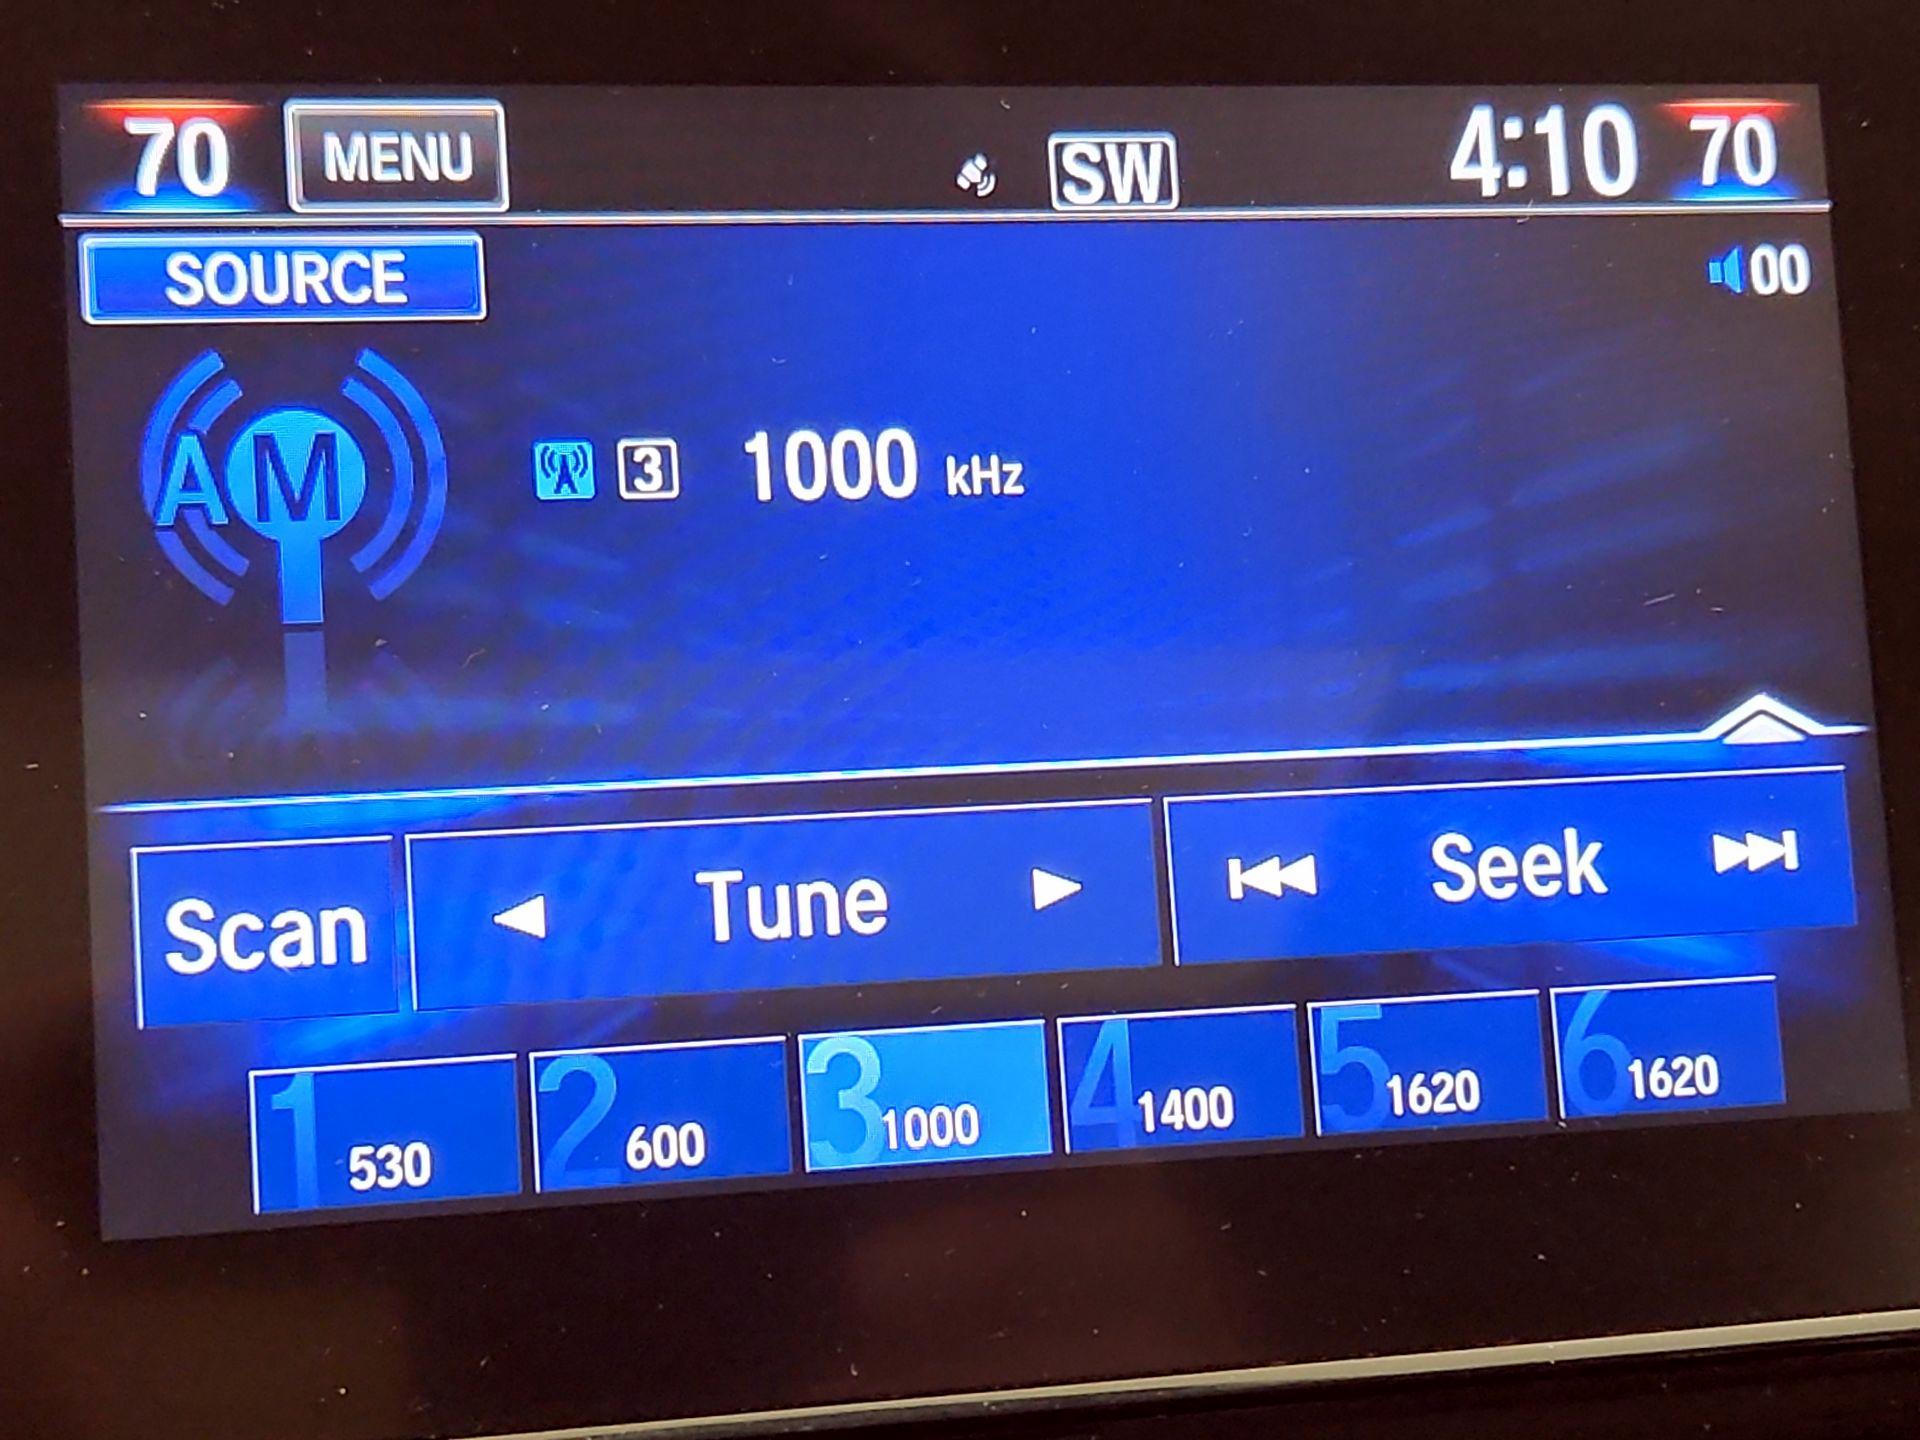 70 MENU SW 4:10 70
SOURCE 00
AM 3 1000 kHz
Scan Tune Seek
1 530 2 600 3 1000 4 1400 5 1620 6 1620